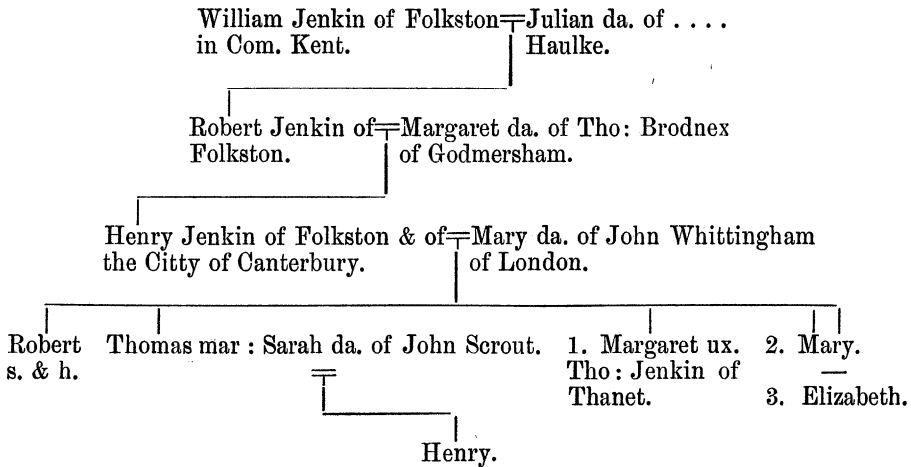 William Jenkin of Folkston=Julian da. of . . . .
in Com. Kent. Haulke.
Robert Jenkin of=Margaret da. of Tho: Brodnex
Folkston. of Godmersham.
Henry Jenkin of Folkston & of=Mary da. of John Whittingham
the Citty of Canterbury. of London.
Robert Thomas mar : Sarah da. of John Scrout. 1. Margaret ux. 2. Mary.
s. & h. Tho: Jenkin of
Thanet. 3. Elizabeth.
Henry.